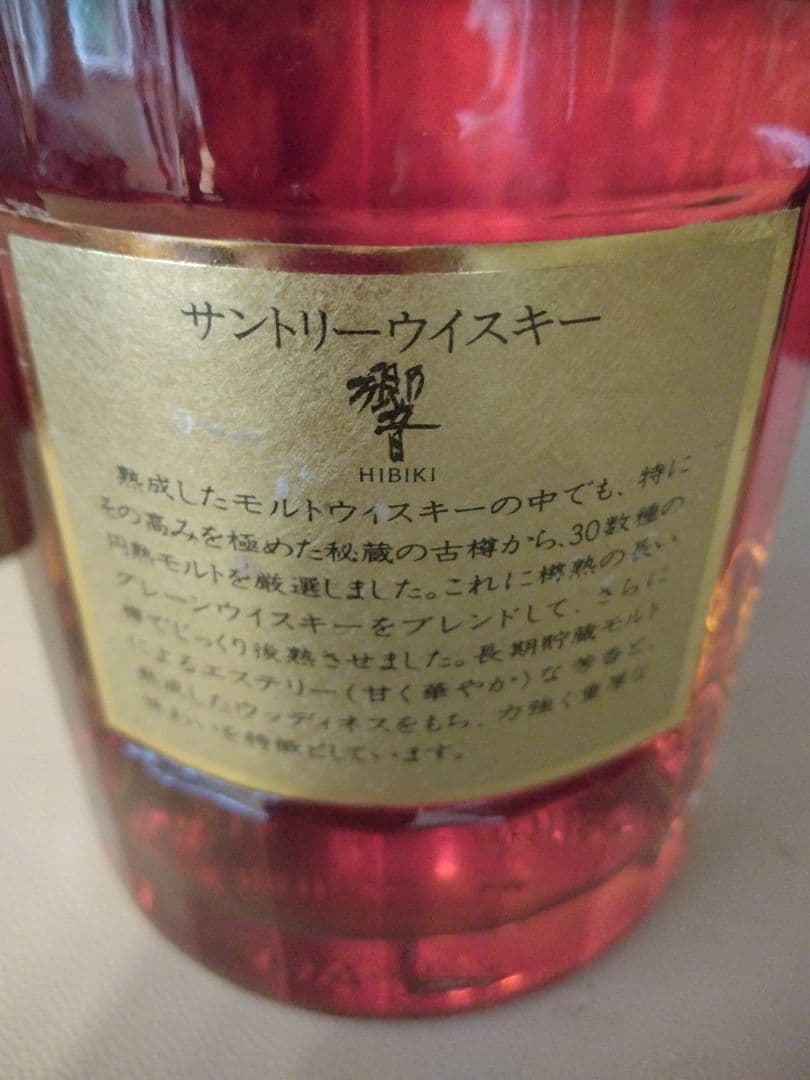 サントリーウイスキー
響
HIBIKI
熟成したモルトウィスキーの中でも、特に
その高みを極めた秘蔵の古樽から、30数種の
円熟モルトを厳選しました。これに樽熟の長い
グレーンウイスキーをブレンドして、さらに
樽でじっくり後熟させました。長期貯蔵モルト
によるエステリー(甘く華やか)な芳香と、
熟成したウッディネスをもち、力強く重厚な
味わいを特徴としています。